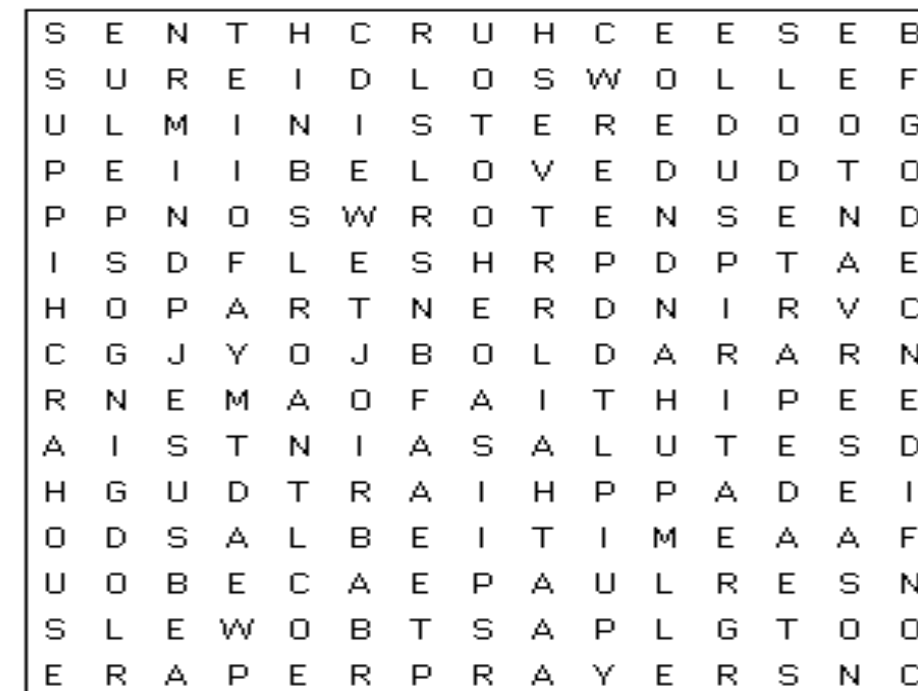 S E N T H C R U H C E E S E B
S U R E I D L O S W O L L E F
U L M I N I S T E R E D O O G
P E I I B E L O V E D U D T O
P P N O S W R O T E N S E N D
I S D F L E S H R P D P T A E
H O P A R T N E R D N I R V C
C G J Y O J B O L D A R A R N
R N E M A O F A I T H I P E E
A I S T N I A S A L U T E S D
H G U D T R A I H P P A D E I
O D S A L B E I T I M E A A F
U O B E C A E P A U L R E S N
S L E W O B T S A P L G T O O
E R A P E R P R A Y E R S N C